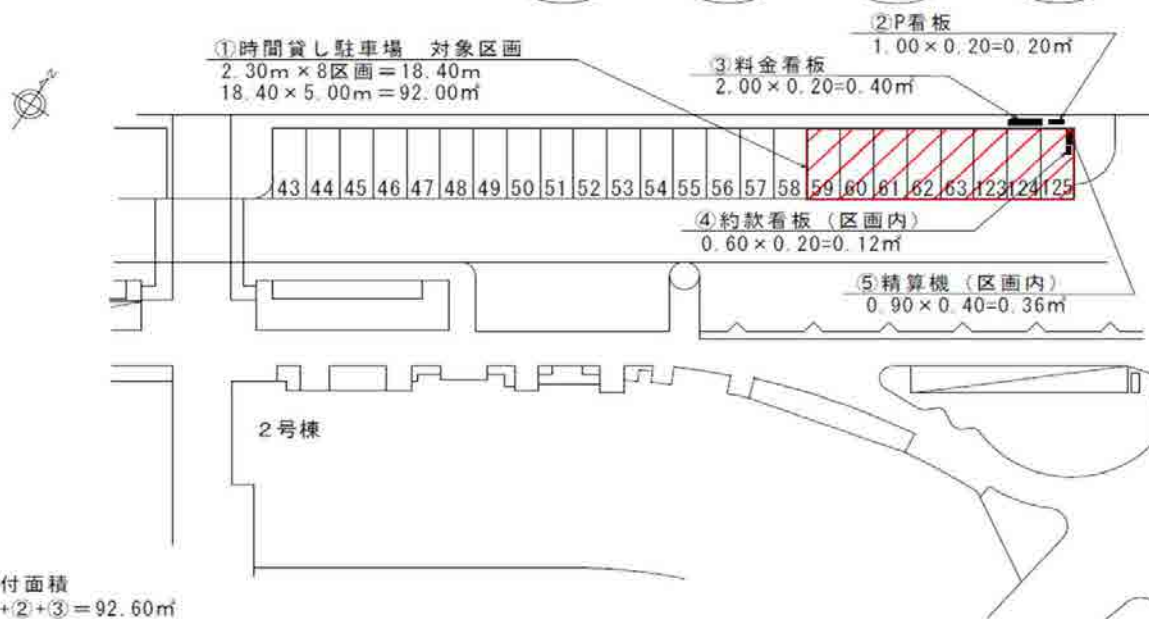 ②P看板
1.00×0.20=0.20㎡
①時間貸し駐車場 対象区画
2.30m×8区画=18.40m
18.40×5.00m=92.00㎡
③料金看板
2.00×0.20=0.40㎡
N
43 44 45 46 47 48 49 50 51 52 53 54 55 56 57 58 59 60 61 62 63 123 124 125
④約款看板（区画内）
0.60×0.20=0.12㎡
⑤精算機（区画内）
0.90×0.40=0.36㎡
2号棟
付面積
+②+③=92.60㎡